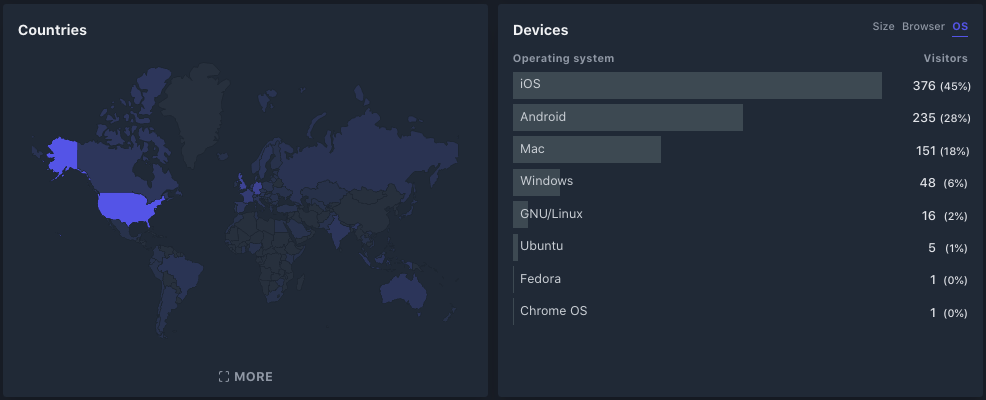 Countries
MORE
Devices
Size Browser OS
Operating system Visitors
iOS 376 (45%)
Android 235 (28%)
Mac 151 (18%)
Windows 48 (6%)
GNU/Linux 16 (2%)
Ubuntu 5 (1%)
Fedora 1 (0%)
Chrome OS 1 (0%)